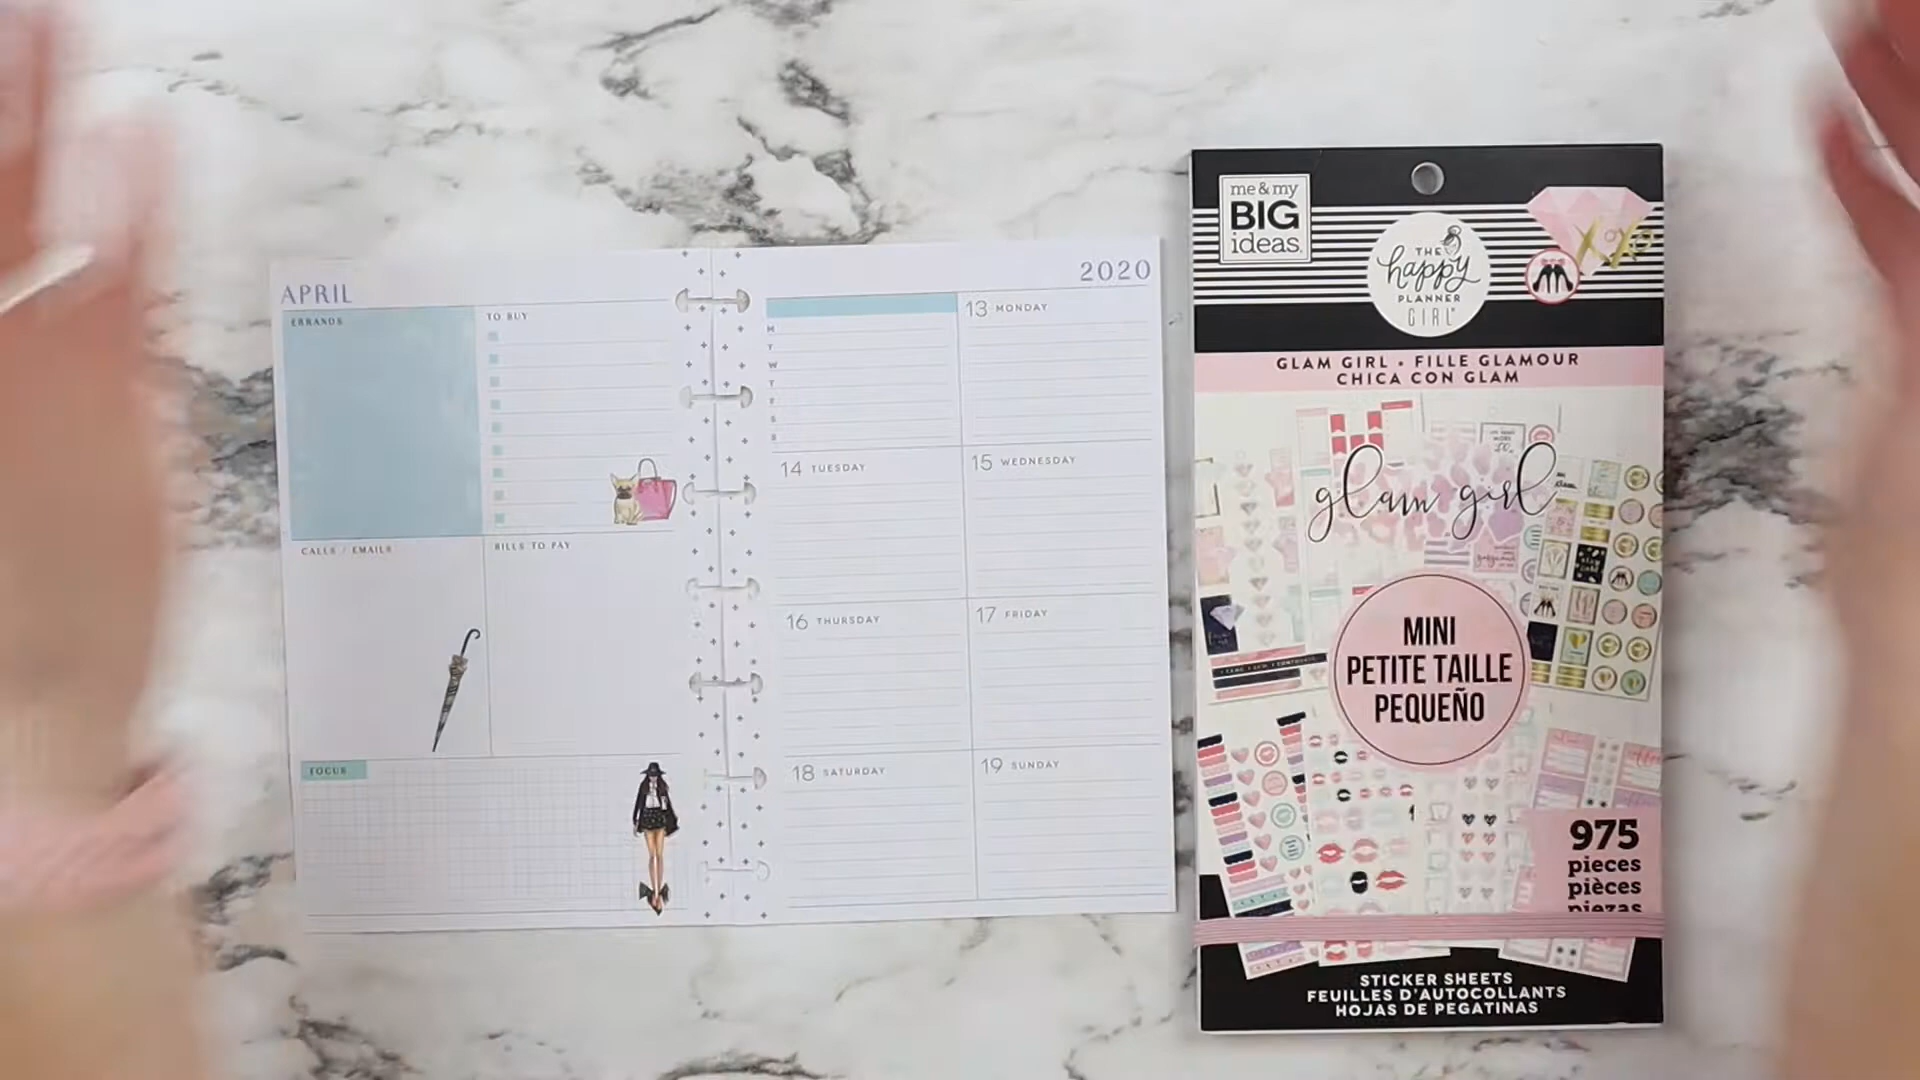 APRIL
ERRANDS
TO BUY
CALLS / EMAILS
BILLS TO PAY
FOCUS
2020
M
T
W
T
F
S
S
13 MONDAY
14 TUESDAY
15 WEDNESDAY
16 THURSDAY
17 FRIDAY
18 SATURDAY
19 SUNDAY
me & my
BIG
ideas
THE
happy
PLANNER
GIRL
XOXO
GLAM GIRL • FILLE GLAMOUR
CHICA CON GLAM
glam girl
MINI
PETITE TAILLE
PEQUEÑO
975
pieces
pièces
piezas
STICKER SHEETS
FEUILLES D'AUTOCOLLANTS
HOJAS DE PEGATINAS